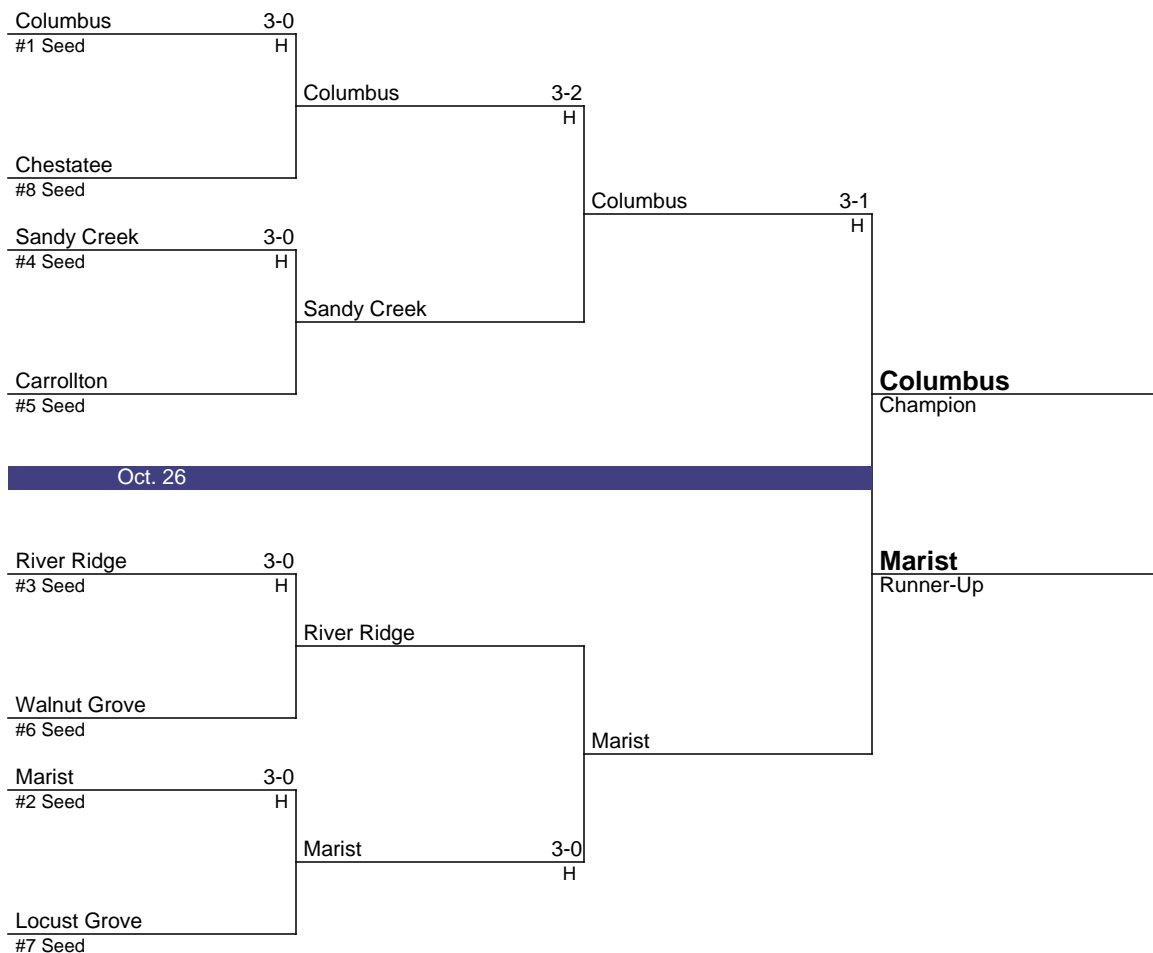 Columbus 3-0
#1 Seed H
Columbus 3-2
H
Chestatee
#8 Seed
Columbus 3-1
H
Sandy Creek 3-0
#4 Seed H
Sandy Creek
Carrollton
#5 Seed
Columbus
Champion
Oct. 26
River Ridge 3-0
#3 Seed H
Marist
Runner-Up
River Ridge
Walnut Grove
#6 Seed
Marist
Marist 3-0
#2 Seed H
Marist 3-0
H
Locust Grove
#7 Seed